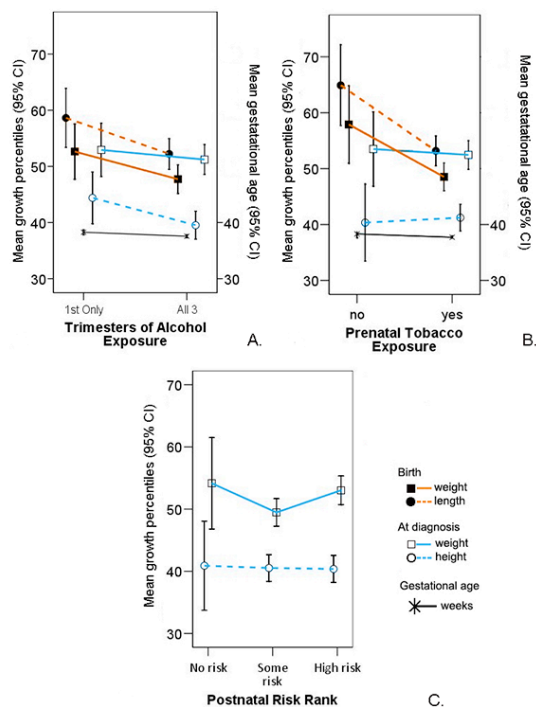 70
60
50
40
30
Mean growth percentiles (95% CI)
Mean gestatational age (95% CI)
40
30
1st Only
All 3
Trimesters of Alcohol
Exposure
A.
70
60
50
40
30
Mean growth percentiles (95% CI)
Mean gestational age (95% CI)
40
30
no
yes
Prenatal Tobacco
Exposure
B.
70
60
50
40
30
Mean growth percentiles (95% CI)
No risk
Some
risk
High risk
Postnatal Risk Rank
C.
Birth
weight
length
At diagnosis
weight
height
Gestational age
weeks